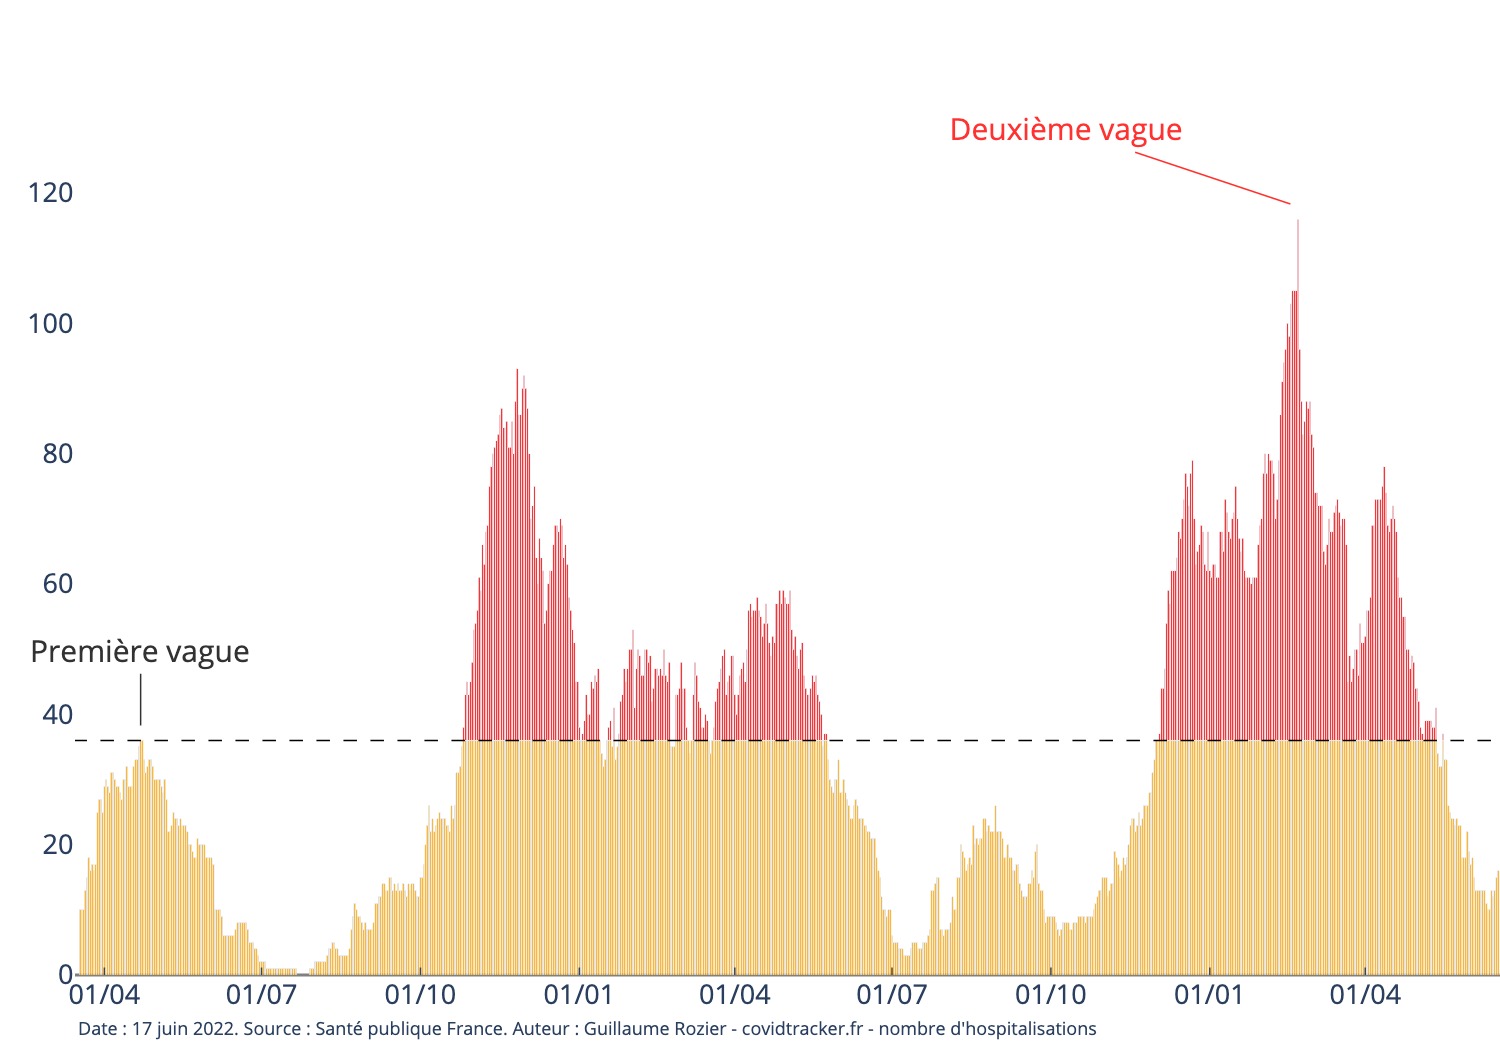 Deuxième vague
120
100
80
60
Première vague
40
20
0
01/04 01/07 01/10 01/01 01/04 01/07 01/10 01/01 01/04
Date : 17 juin 2022. Source : Santé publique France. Auteur : Guillaume Rozier - covidtracker.fr - nombre d'hospitalisations